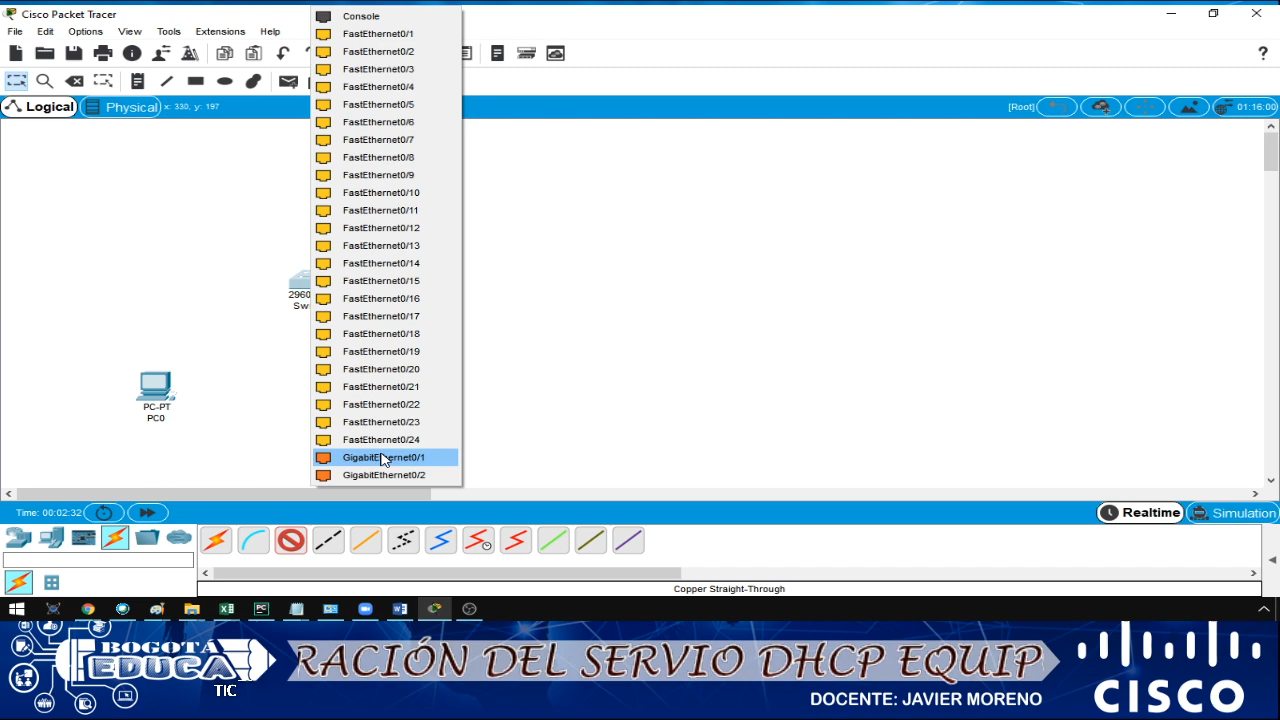 Cisco Packet Tracer
File Edit Options View Tools Extensions Help
Logical Physical x: 330, y: 197 [Root] 01:16:00
Console
FastEthernet0/1
FastEthernet0/2
FastEthernet0/3
FastEthernet0/4
FastEthernet0/5
FastEthernet0/6
FastEthernet0/7
FastEthernet0/8
FastEthernet0/9
FastEthernet0/10
FastEthernet0/11
FastEthernet0/12
FastEthernet0/13
FastEthernet0/14
FastEthernet0/15
FastEthernet0/16
FastEthernet0/17
FastEthernet0/18
FastEthernet0/19
FastEthernet0/20
FastEthernet0/21
FastEthernet0/22
FastEthernet0/23
FastEthernet0/24
GigabitEthernet0/1
GigabitEthernet0/2
2960
Sw
PC-PT
PC0
Time: 00:02:32 Realtime Simulation
Copper Straight-Through
BOGOTÁ
EDUCA
TIC
RACIÓN DEL SERVIO DHCP EQUIP
DOCENTE: JAVIER MORENO
CISCO